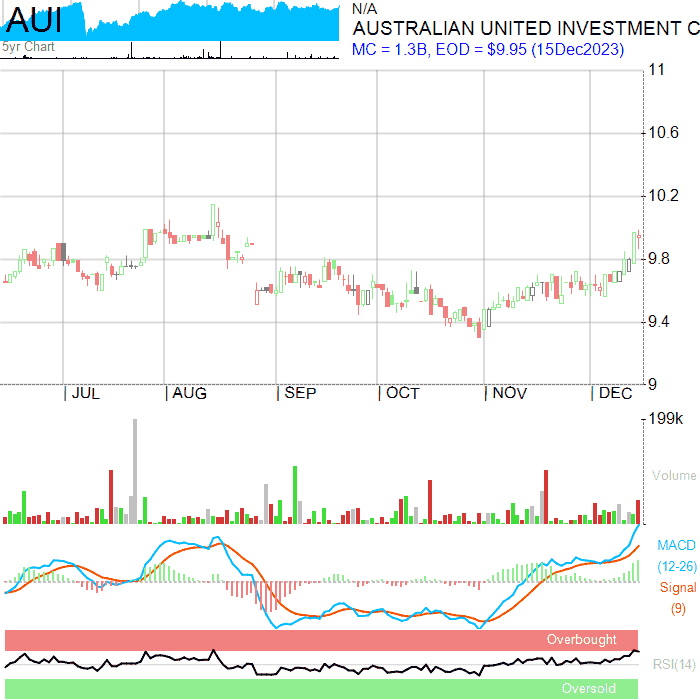 AUI
5yr Chart
N/A
AUSTRALIAN UNITED INVESTMENT C
MC = 1.3B, EOD = $9.95 (15Dec2023)
11
10.6
10.2
9.8
9.4
9
JUL AUG SEP OCT NOV DEC
199k
Volume
MACD
(12-26)
Signal
(9)
Overbought
RSI(14)
Oversold